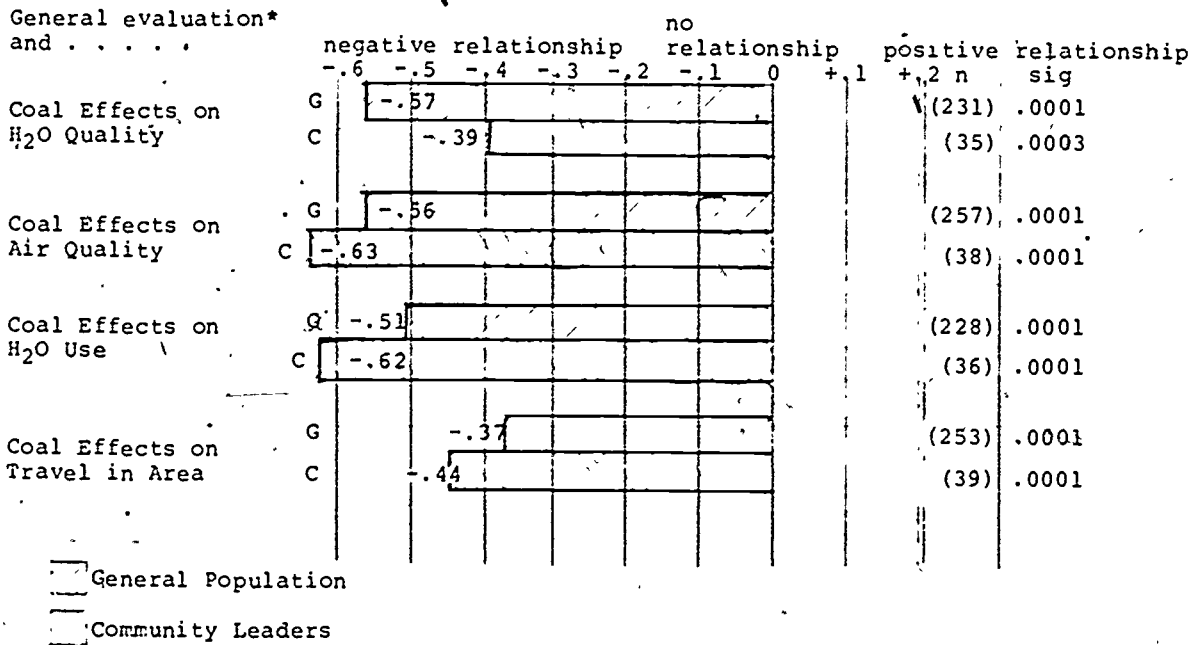 General evaluation*
and . . . . .
no
negative relationship relationship positive relationship
-.6 -.5 -.4 -.3 -.2 -.1 0 +.1 +.2 n sig
Coal Effects on
H₂O Quality
G -.57 (231) .0001
C -.39 (35) .0003
Coal Effects on
Air Quality
G -.56 (257) .0001
C -.63 (38) .0001
Coal Effects on
H₂O Use
G -.51 (228) .0001
C -.62 (36) .0001
Coal Effects on
Travel in Area
G -.37 (253) .0001
C -.44 (39) .0001
General Population
Community Leaders